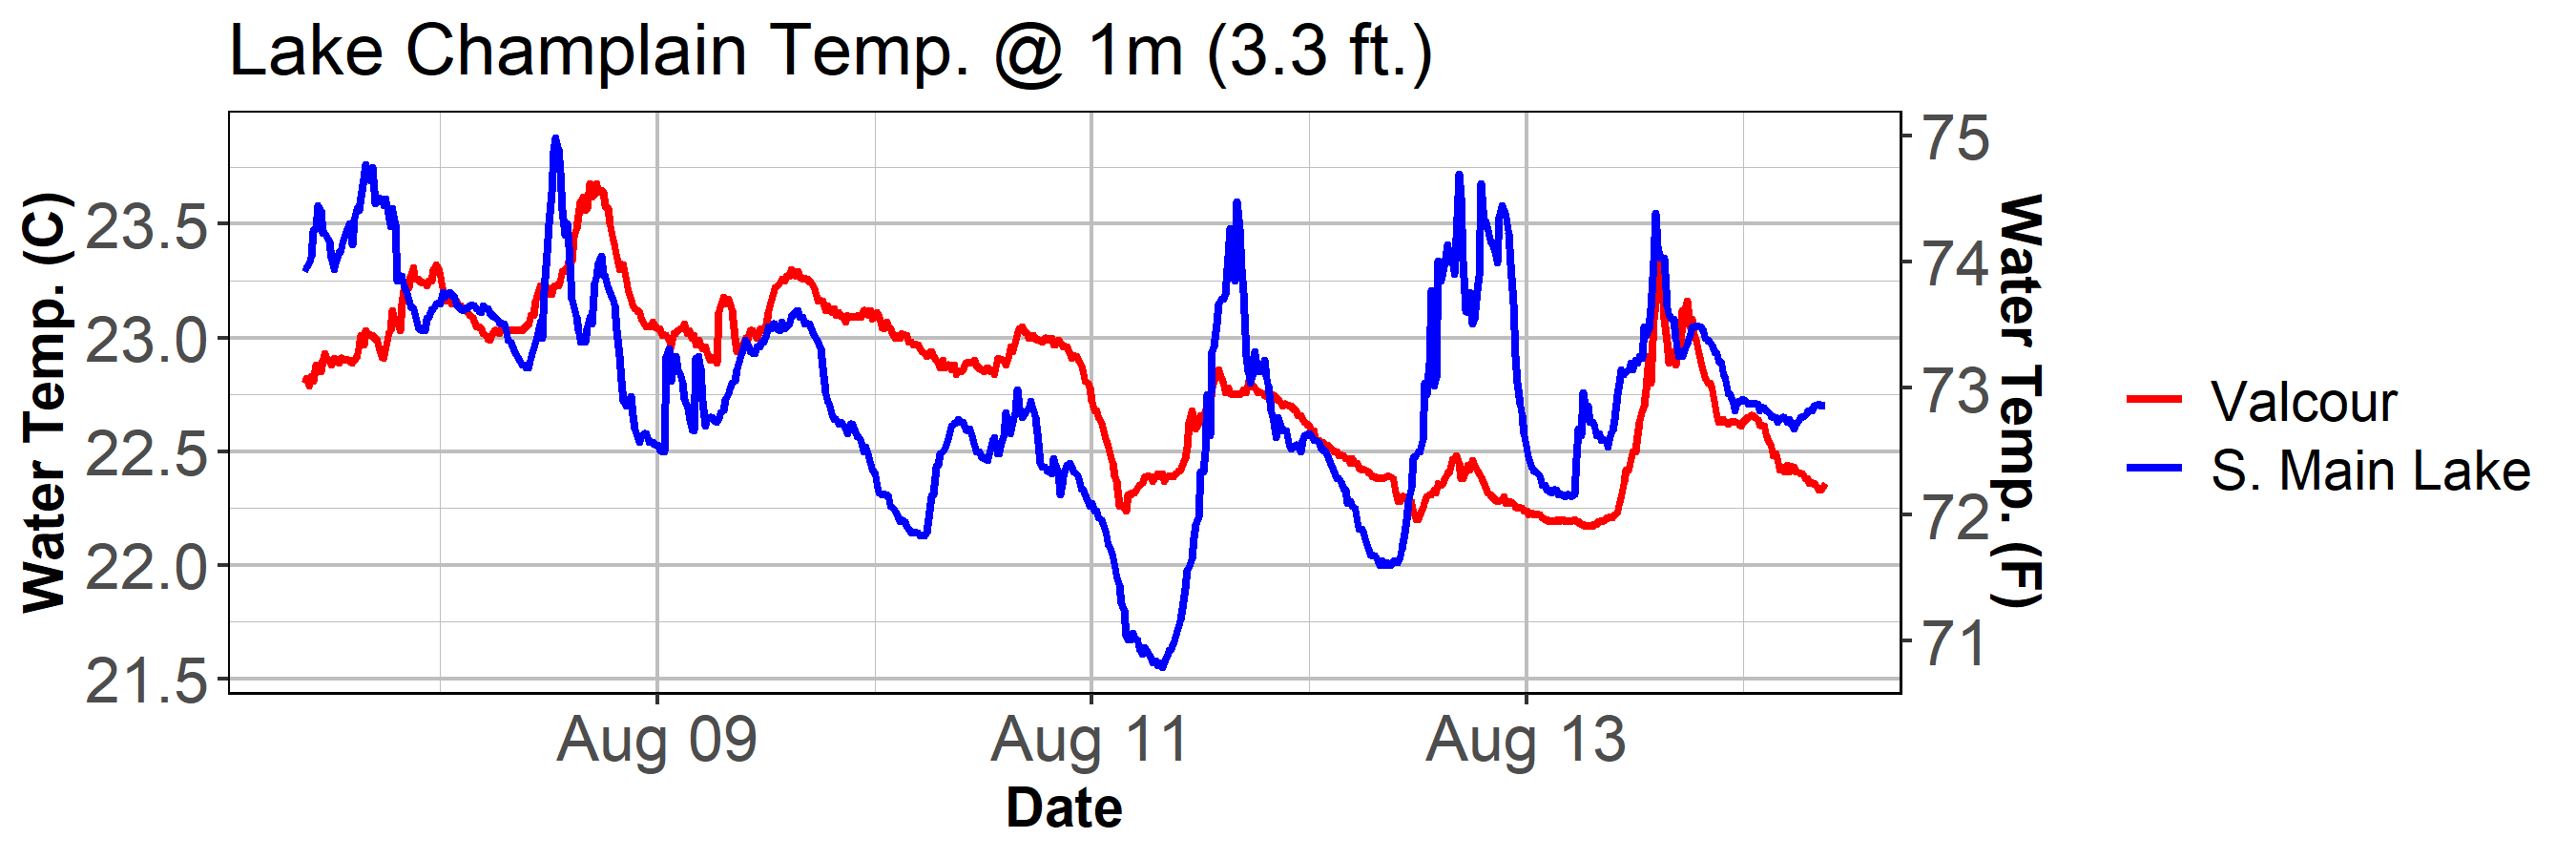 Lake Champlain Temp. @ 1m (3.3 ft.)
Water Temp. (C)
23.5
23.0
22.5
22.0
21.5
75
74
73
72
71
Water Temp. (F)
Aug 09
Aug 11
Aug 13
Date
Valcour
S. Main Lake